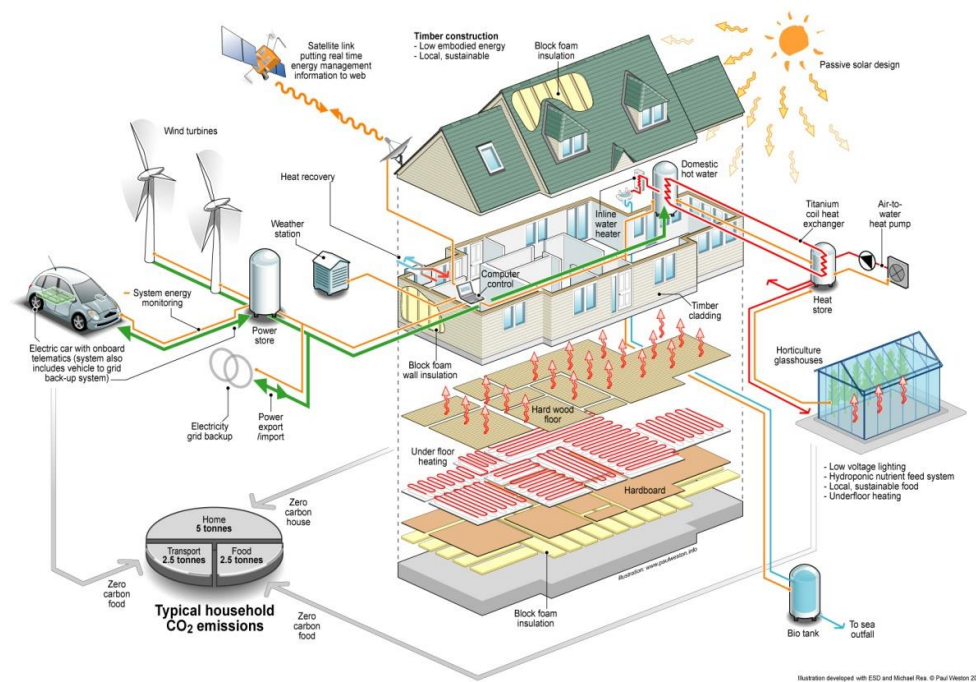 Satellite link
putting real time
energy management
information to web
Timber construction
- Low embodied energy
- Local, sustainable
Block foam
insulation
Passive solar design
Wind turbines
Heat recovery
Domestic
hot water
Weather
station
Inline
water
heater
Titanium
coil heat
exchanger
Air-to-
water
heat pump
Computer
control
System energy
monitoring
Power
store
Timber
cladding
Heat
store
Electric car with onboard
telematics (system also
includes vehicle to grid
back-up system)
Block foam
wall insulation
Horticulture
glasshouses
Electricity
grid backup
Power
export
/import
Hard wood
floor
Under floor
heating
Hardboard
- Low voltage lighting
- Hydroponic nutrient feed system
- Local, sustainable food
- Underfloor heating
Zero
carbon
house
Home
5 tonnes
Transport
2.5 tonnes
Food
2.5 tonnes
Illustration: www.paulweston.info
Zero
carbon
food
Typical household
CO₂ emissions
Zero
carbon
food
Block foam
insulation
Bio tank
To sea
outfall
Illustration developed with ESD and Michael Rea. © Paul Weston